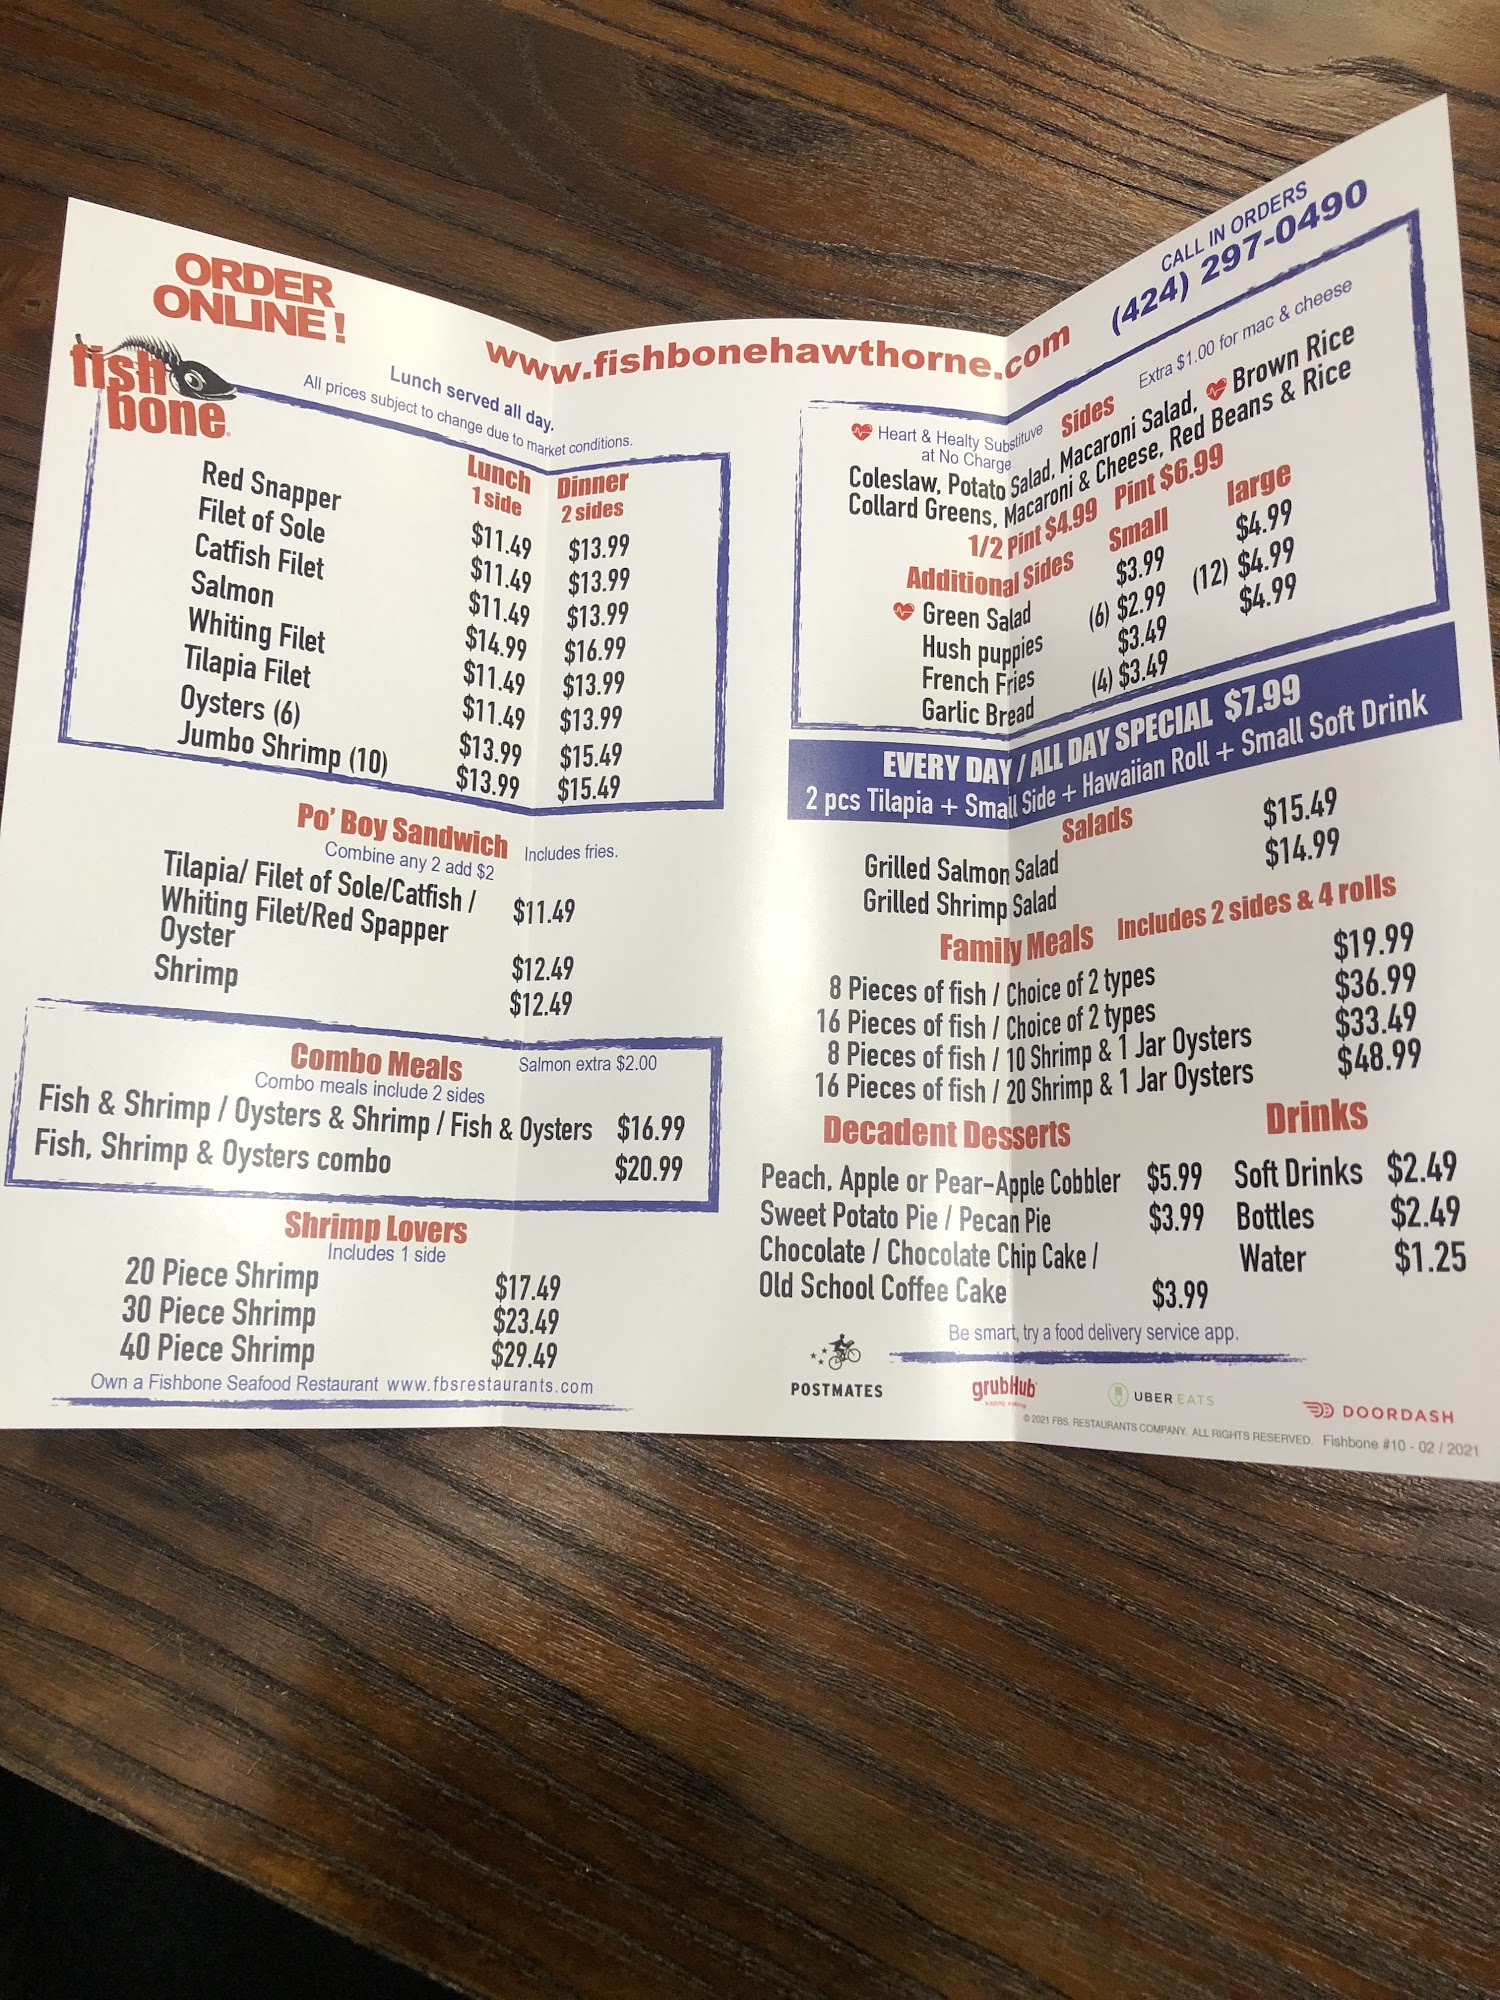 ORDER
ONLINE!
fish
bone
www.fishbonehawthorne.com
CALL IN ORDERS
(424) 297-0490
Lunch served all day.
All prices subject to change due to market conditions.
Lunch Dinner
1 side 2 sides
Red Snapper $11.49 $13.99
Filet of Sole $11.49 $13.99
Catfish Filet $11.49 $13.99
Salmon $14.99 $16.99
Whiting Filet $11.49 $13.99
Tilapia Filet $11.49 $13.99
Oysters (6) $13.99 $15.49
Jumbo Shrimp (10) $13.99 $15.49
Po' Boy Sandwich Includes fries.
Combine any 2 add $2
Tilapia/ Filet of Sole/Catfish / $11.49
Whiting Filet/Red Spapper
Oyster $12.49
Shrimp $12.49
Combo Meals Salmon extra $2.00
Combo meals include 2 sides
Fish & Shrimp / Oysters & Shrimp / Fish & Oysters $16.99
Fish, Shrimp & Oysters combo $20.99
Shrimp Lovers
Includes 1 side
20 Piece Shrimp $17.49
30 Piece Shrimp $23.49
40 Piece Shrimp $29.49
Own a Fishbone Seafood Restaurant www.fbsrestaurants.com
Heart & Healty Substituve
at No Charge
Sides Extra $1.00 for mac & cheese
Coleslaw, Potato Salad, Macaroni Salad, Brown Rice
Collard Greens, Macaroni & Cheese, Red Beans & Rice
1/2 Pint $4.99 Pint $6.99
Additional Sides Small large
Green Salad $3.99 $4.99
Hush puppies (6) $2.99 (12) $4.99
French Fries $3.49 $4.99
Garlic Bread (4) $3.49
EVERY DAY / ALL DAY SPECIAL $7.99
2 pcs Tilapia + Small Side + Hawaiian Roll + Small Soft Drink
Salads
Grilled Salmon Salad $15.49
Grilled Shrimp Salad $14.99
Family Meals Includes 2 sides & 4 rolls
8 Pieces of fish / Choice of 2 types $19.99
16 Pieces of fish / Choice of 2 types $36.99
8 Pieces of fish / 10 Shrimp & 1 Jar Oysters $33.49
16 Pieces of fish / 20 Shrimp & 1 Jar Oysters $48.99
Decadent Desserts
Peach, Apple or Pear-Apple Cobbler $5.99
Sweet Potato Pie / Pecan Pie $3.99
Chocolate / Chocolate Chip Cake /
Old School Coffee Cake $3.99
Drinks
Soft Drinks $2.49
Bottles $2.49
Water $1.25
Be smart, try a food delivery service app.
POSTMATES
grubHub
UBER EATS
DOORDASH
© 2021 FBS. RESTAURANTS COMPANY. ALL RIGHTS RESERVED. Fishbone #10 - 02 / 2021